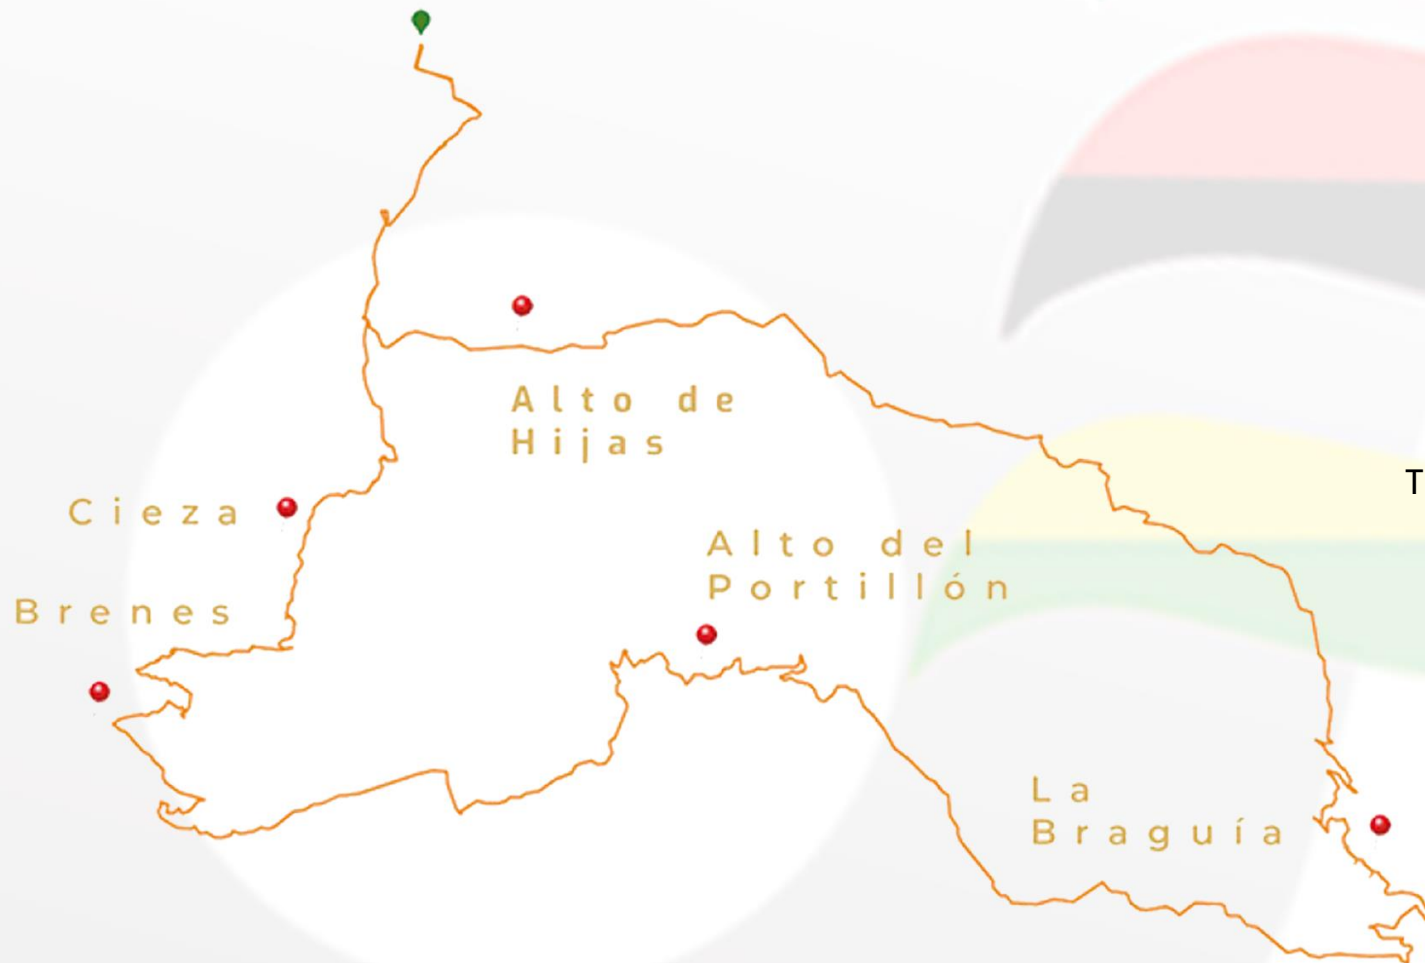 Alto de
Hijas
Cieza
Alto del
Portillón
Brenes
La
Braguía
T